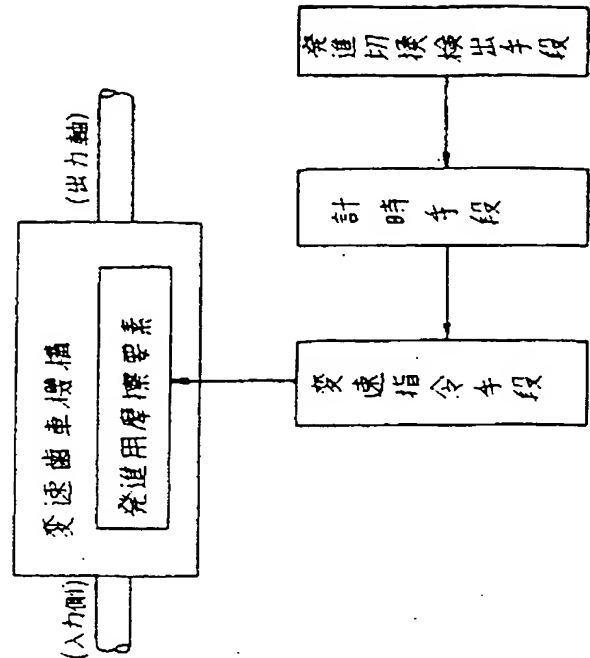 (入力側)
変速歯車機構
発進用摩擦要素
(出力軸)
変速指令手段
計時手段
発進切換検出手段